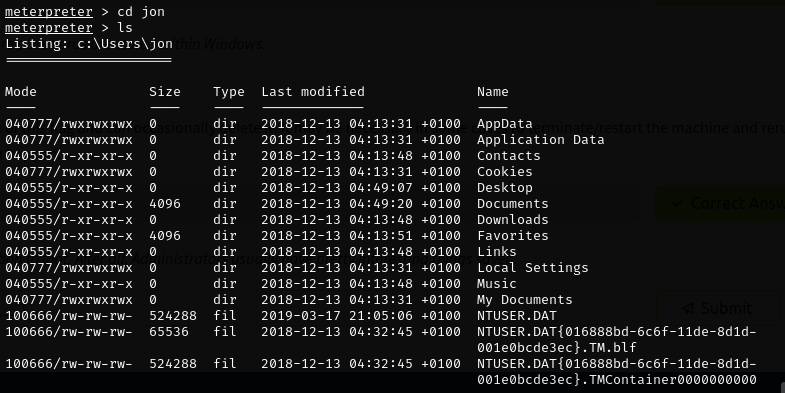 meterpreter > cd jon
meterpreter > ls
Listing: c:\Users\jon
=====================
Mode Size Type Last modified Name
---- ---- ---- ------------- ----
040777/rwxrwxrwx 0 dir 2018-12-13 04:13:31 +0100 AppData
040777/rwxrwxrwx 0 dir 2018-12-13 04:13:31 +0100 Application Data
040555/r-xr-xr-x 0 dir 2018-12-13 04:13:48 +0100 Contacts
040777/rwxrwxrwx 0 dir 2018-12-13 04:13:31 +0100 Cookies
040555/r-xr-xr-x 0 dir 2018-12-13 04:49:07 +0100 Desktop
040555/r-xr-xr-x 4096 dir 2018-12-13 04:49:20 +0100 Documents
040555/r-xr-xr-x 0 dir 2018-12-13 04:13:48 +0100 Downloads
040555/r-xr-xr-x 4096 dir 2018-12-13 04:13:51 +0100 Favorites
040555/r-xr-xr-x 0 dir 2018-12-13 04:13:48 +0100 Links
040777/rwxrwxrwx 0 dir 2018-12-13 04:13:31 +0100 Local Settings
040555/r-xr-xr-x 0 dir 2018-12-13 04:13:48 +0100 Music
040777/rwxrwxrwx 0 dir 2018-12-13 04:13:31 +0100 My Documents
100666/rw-rw-rw- 524288 fil 2019-03-17 21:05:06 +0100 NTUSER.DAT
100666/rw-rw-rw- 65536 fil 2018-12-13 04:32:45 +0100 NTUSER.DAT{016888bd-6c6f-11de-8d1d-
001e0bcde3ec}.TM.blf
100666/rw-rw-rw- 524288 fil 2018-12-13 04:32:45 +0100 NTUSER.DAT{016888bd-6c6f-11de-8d1d-
001e0bcde3ec}.TMContainer0000000000
within Windows.
terminate/restart the machine and
Correct
Submit